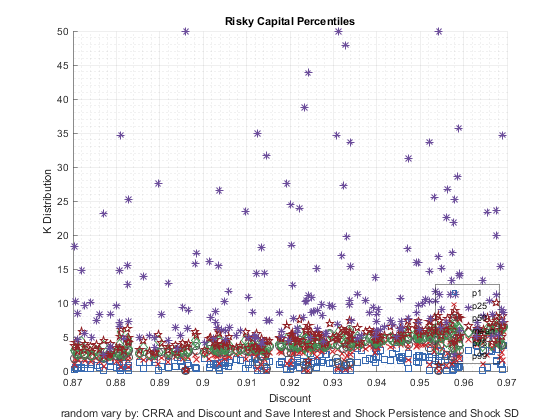 Risky Capital Percentiles
50
45
40
35
30
25
20
15
10
5
0
K Distribution
p1
p25
0.87 0.88 0.89 0.9 0.91 0.92 0.93 0.94 0.95 0.96 0.97
Discount
random vary by: CRRA and Discount and Save Interest and Shock Persistence and Shock SD